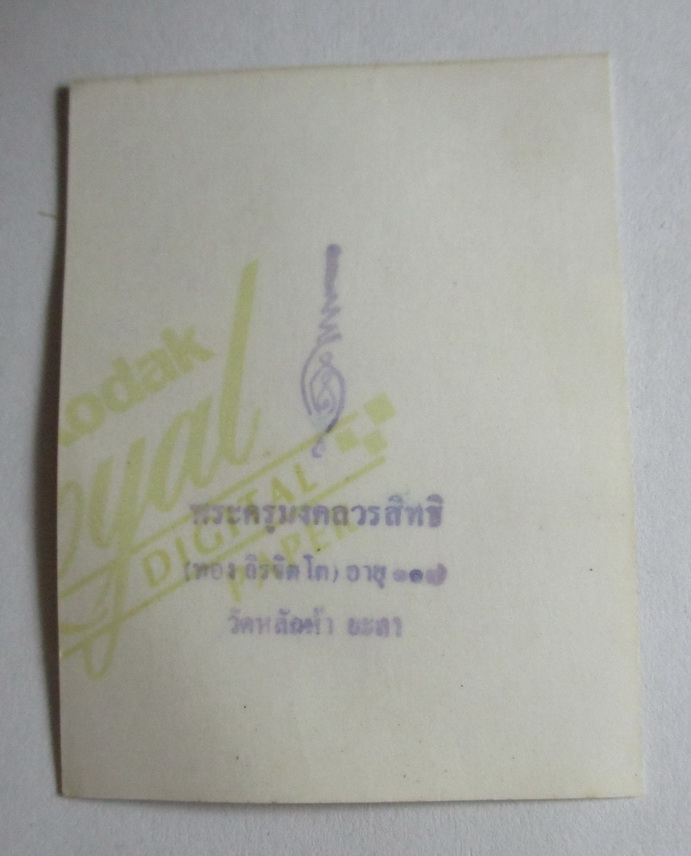 Kodak
Royal
DIGITAL
PAPER
พระครูมงคลวรสิทธิ
(ทอง ถิรจิตโต) อายุ ๑๑๗
วัดหลักห้า ยะลา